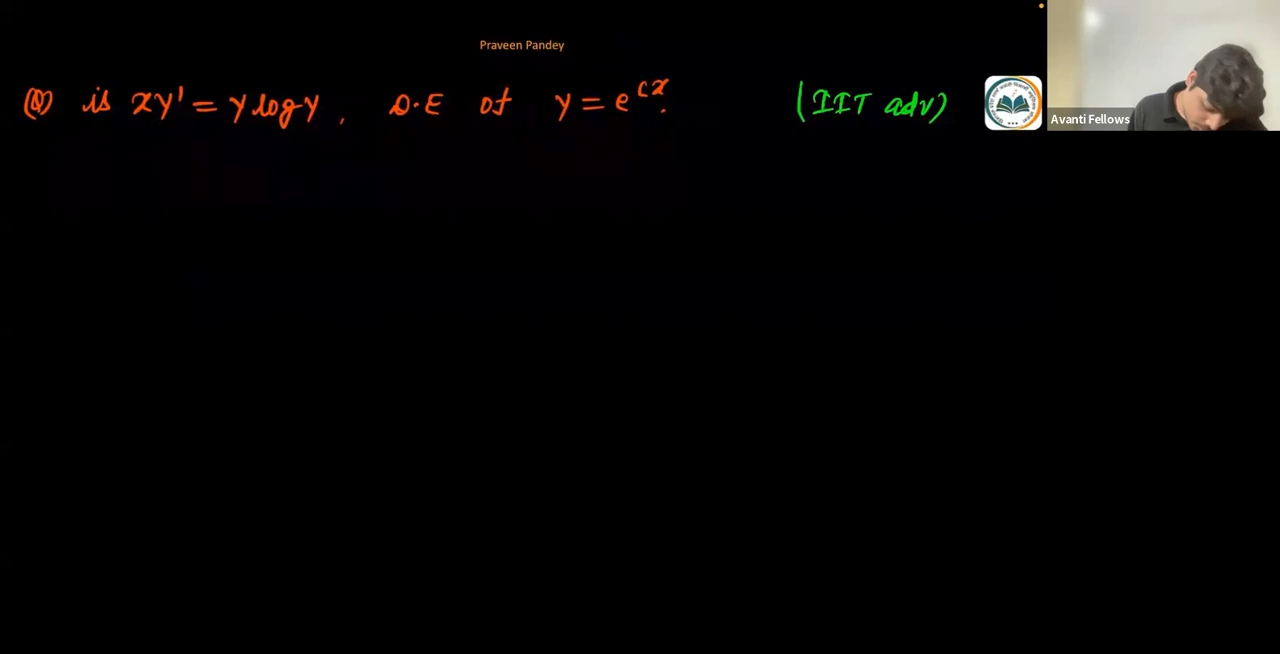 Praveen Pandey
(Q) is xy' = y log y , D.E of y = e^{cx}. (IIT adv)
Avanti Fellows